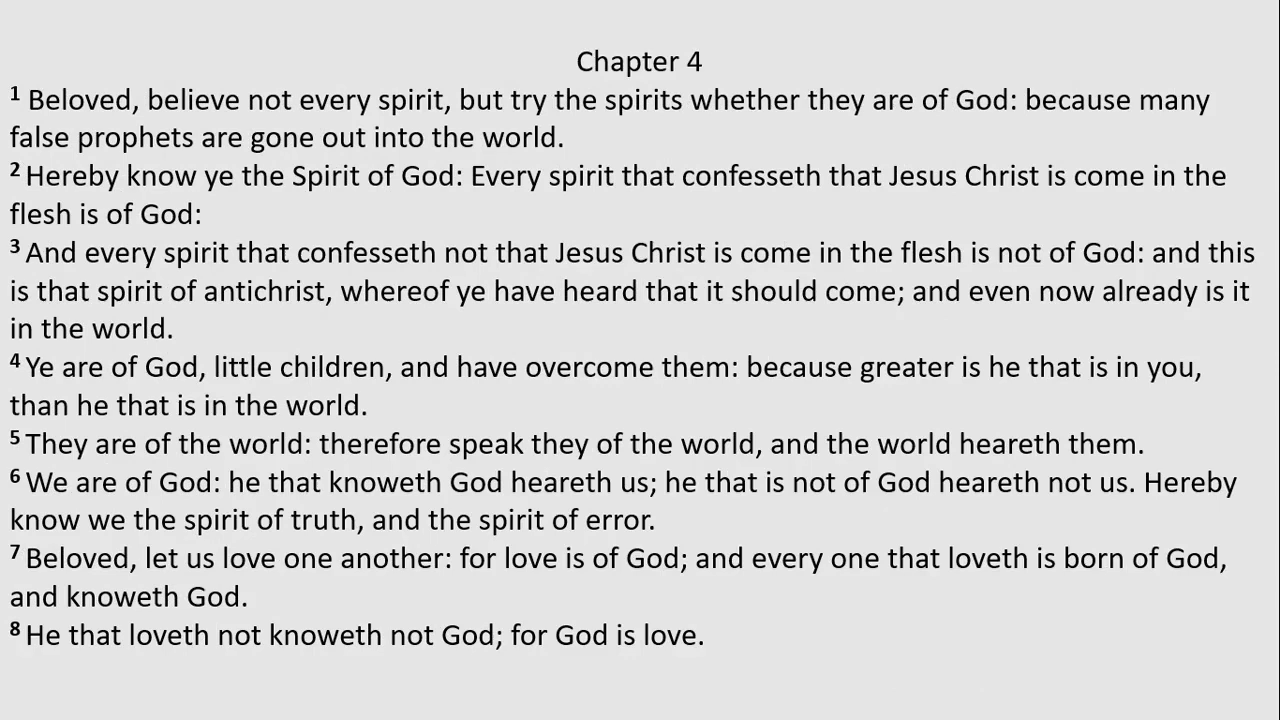 Chapter 4
1 Beloved, believe not every spirit, but try the spirits whether they are of God: because many
false prophets are gone out into the world.
2 Hereby know ye the Spirit of God: Every spirit that confesseth that Jesus Christ is come in the
flesh is of God:
3 And every spirit that confesseth not that Jesus Christ is come in the flesh is not of God: and this
is that spirit of antichrist, whereof ye have heard that it should come; and even now already is it
in the world.
4 Ye are of God, little children, and have overcome them: because greater is he that is in you,
than he that is in the world.
5 They are of the world: therefore speak they of the world, and the world heareth them.
6 We are of God: he that knoweth God heareth us; he that is not of God heareth not us. Hereby
know we the spirit of truth, and the spirit of error.
7 Beloved, let us love one another: for love is of God; and every one that loveth is born of God,
and knoweth God.
8 He that loveth not knoweth not God; for God is love.